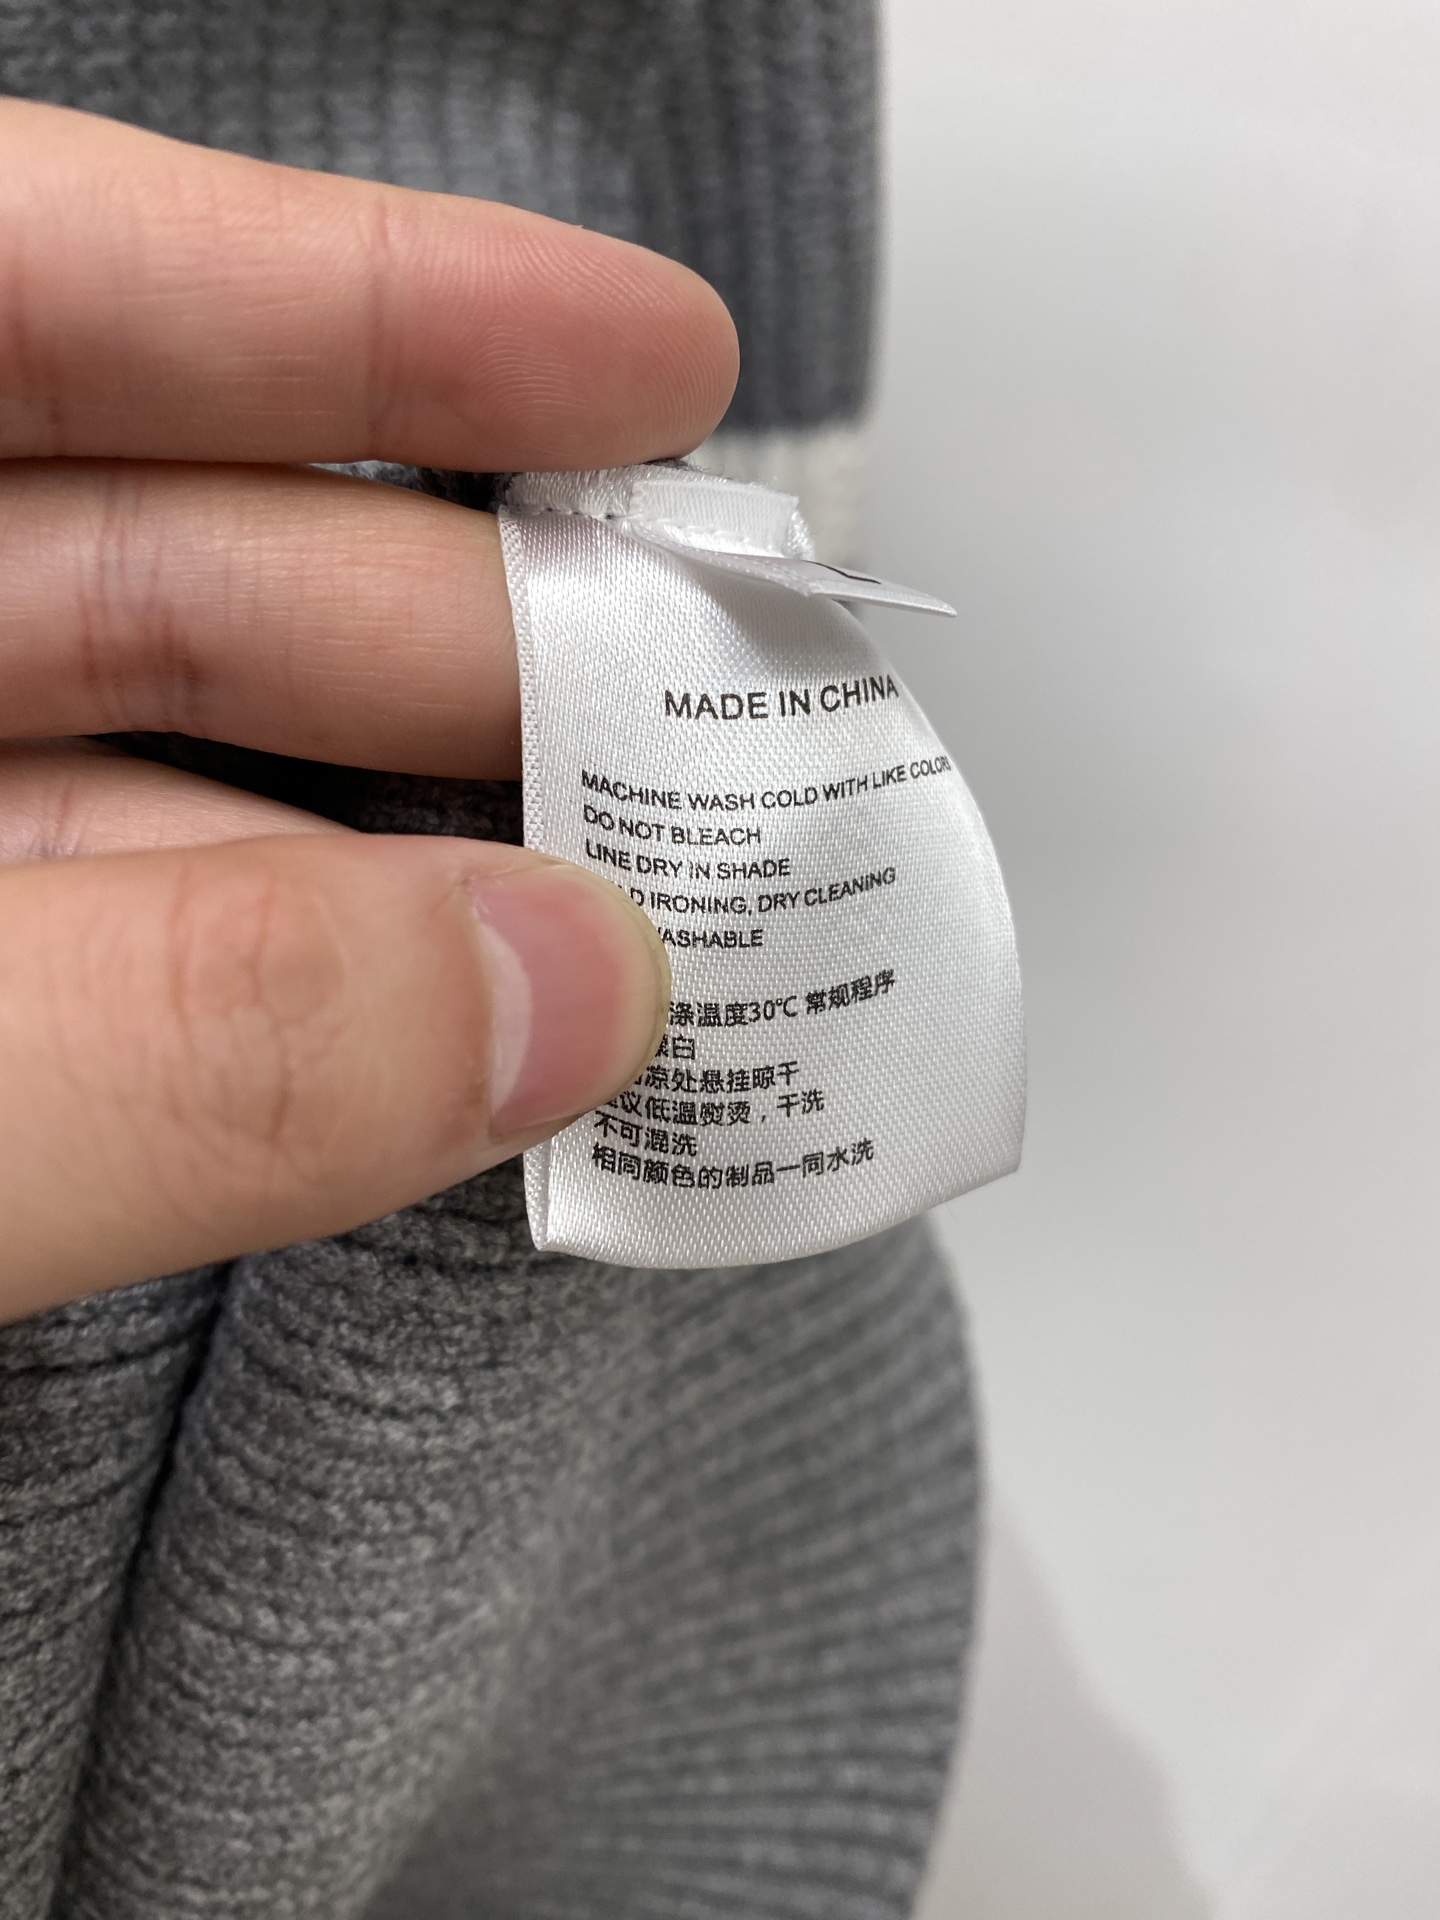 MADE IN CHINA
MACHINE WASH COLD WITH LIKE COLORS
DO NOT BLEACH
LINE DRY IN SHADE
IRONING, DRY CLEANING
WASHABLE
涤温度30℃ 常规程序
白
凉处悬挂晾干
议低温熨烫，干洗
不可混洗
相同颜色的制品一同水洗